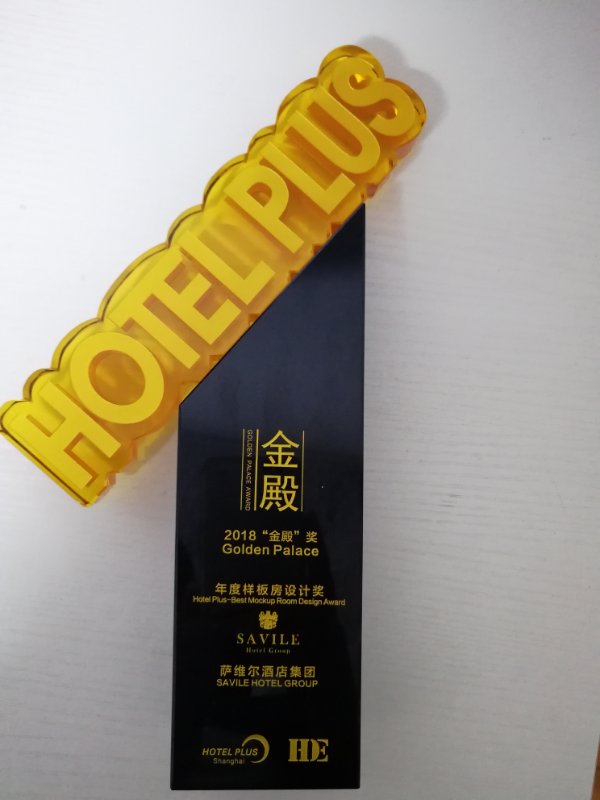 HOTEL PLUS
金殿
GOLDEN PALACE AWARD
2018 “金殿” 奖
Golden Palace
年度样板房设计奖
Hotel Plus-Best Mockup Room Design Award
SAVILE
Hotel Group
萨维尔酒店集团
SAVILE HOTEL GROUP
HOTEL PLUS
Shanghai
HDE